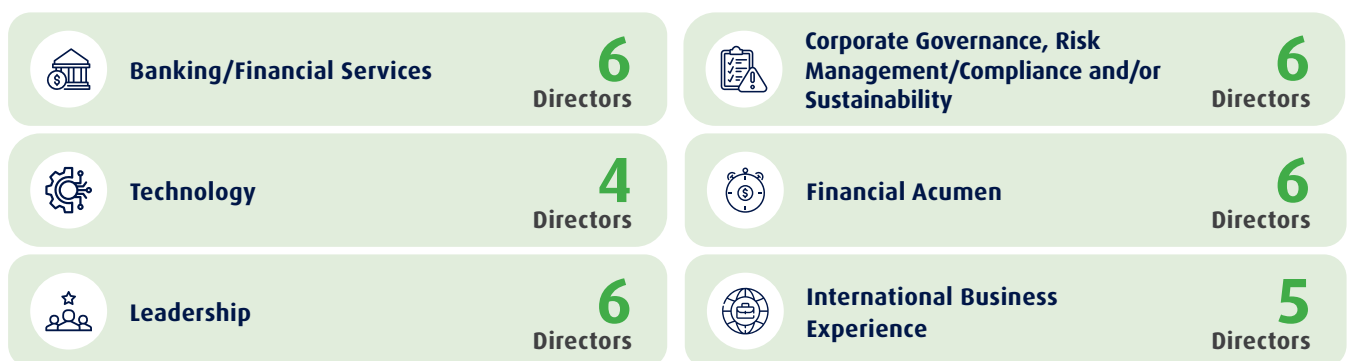 Banking/Financial Services
6
Directors
Corporate Governance, Risk
Management/Compliance and/or
Sustainability
6
Directors
Technology
4
Directors
Financial Acumen
6
Directors
Leadership
6
Directors
International Business
Experience
5
Directors